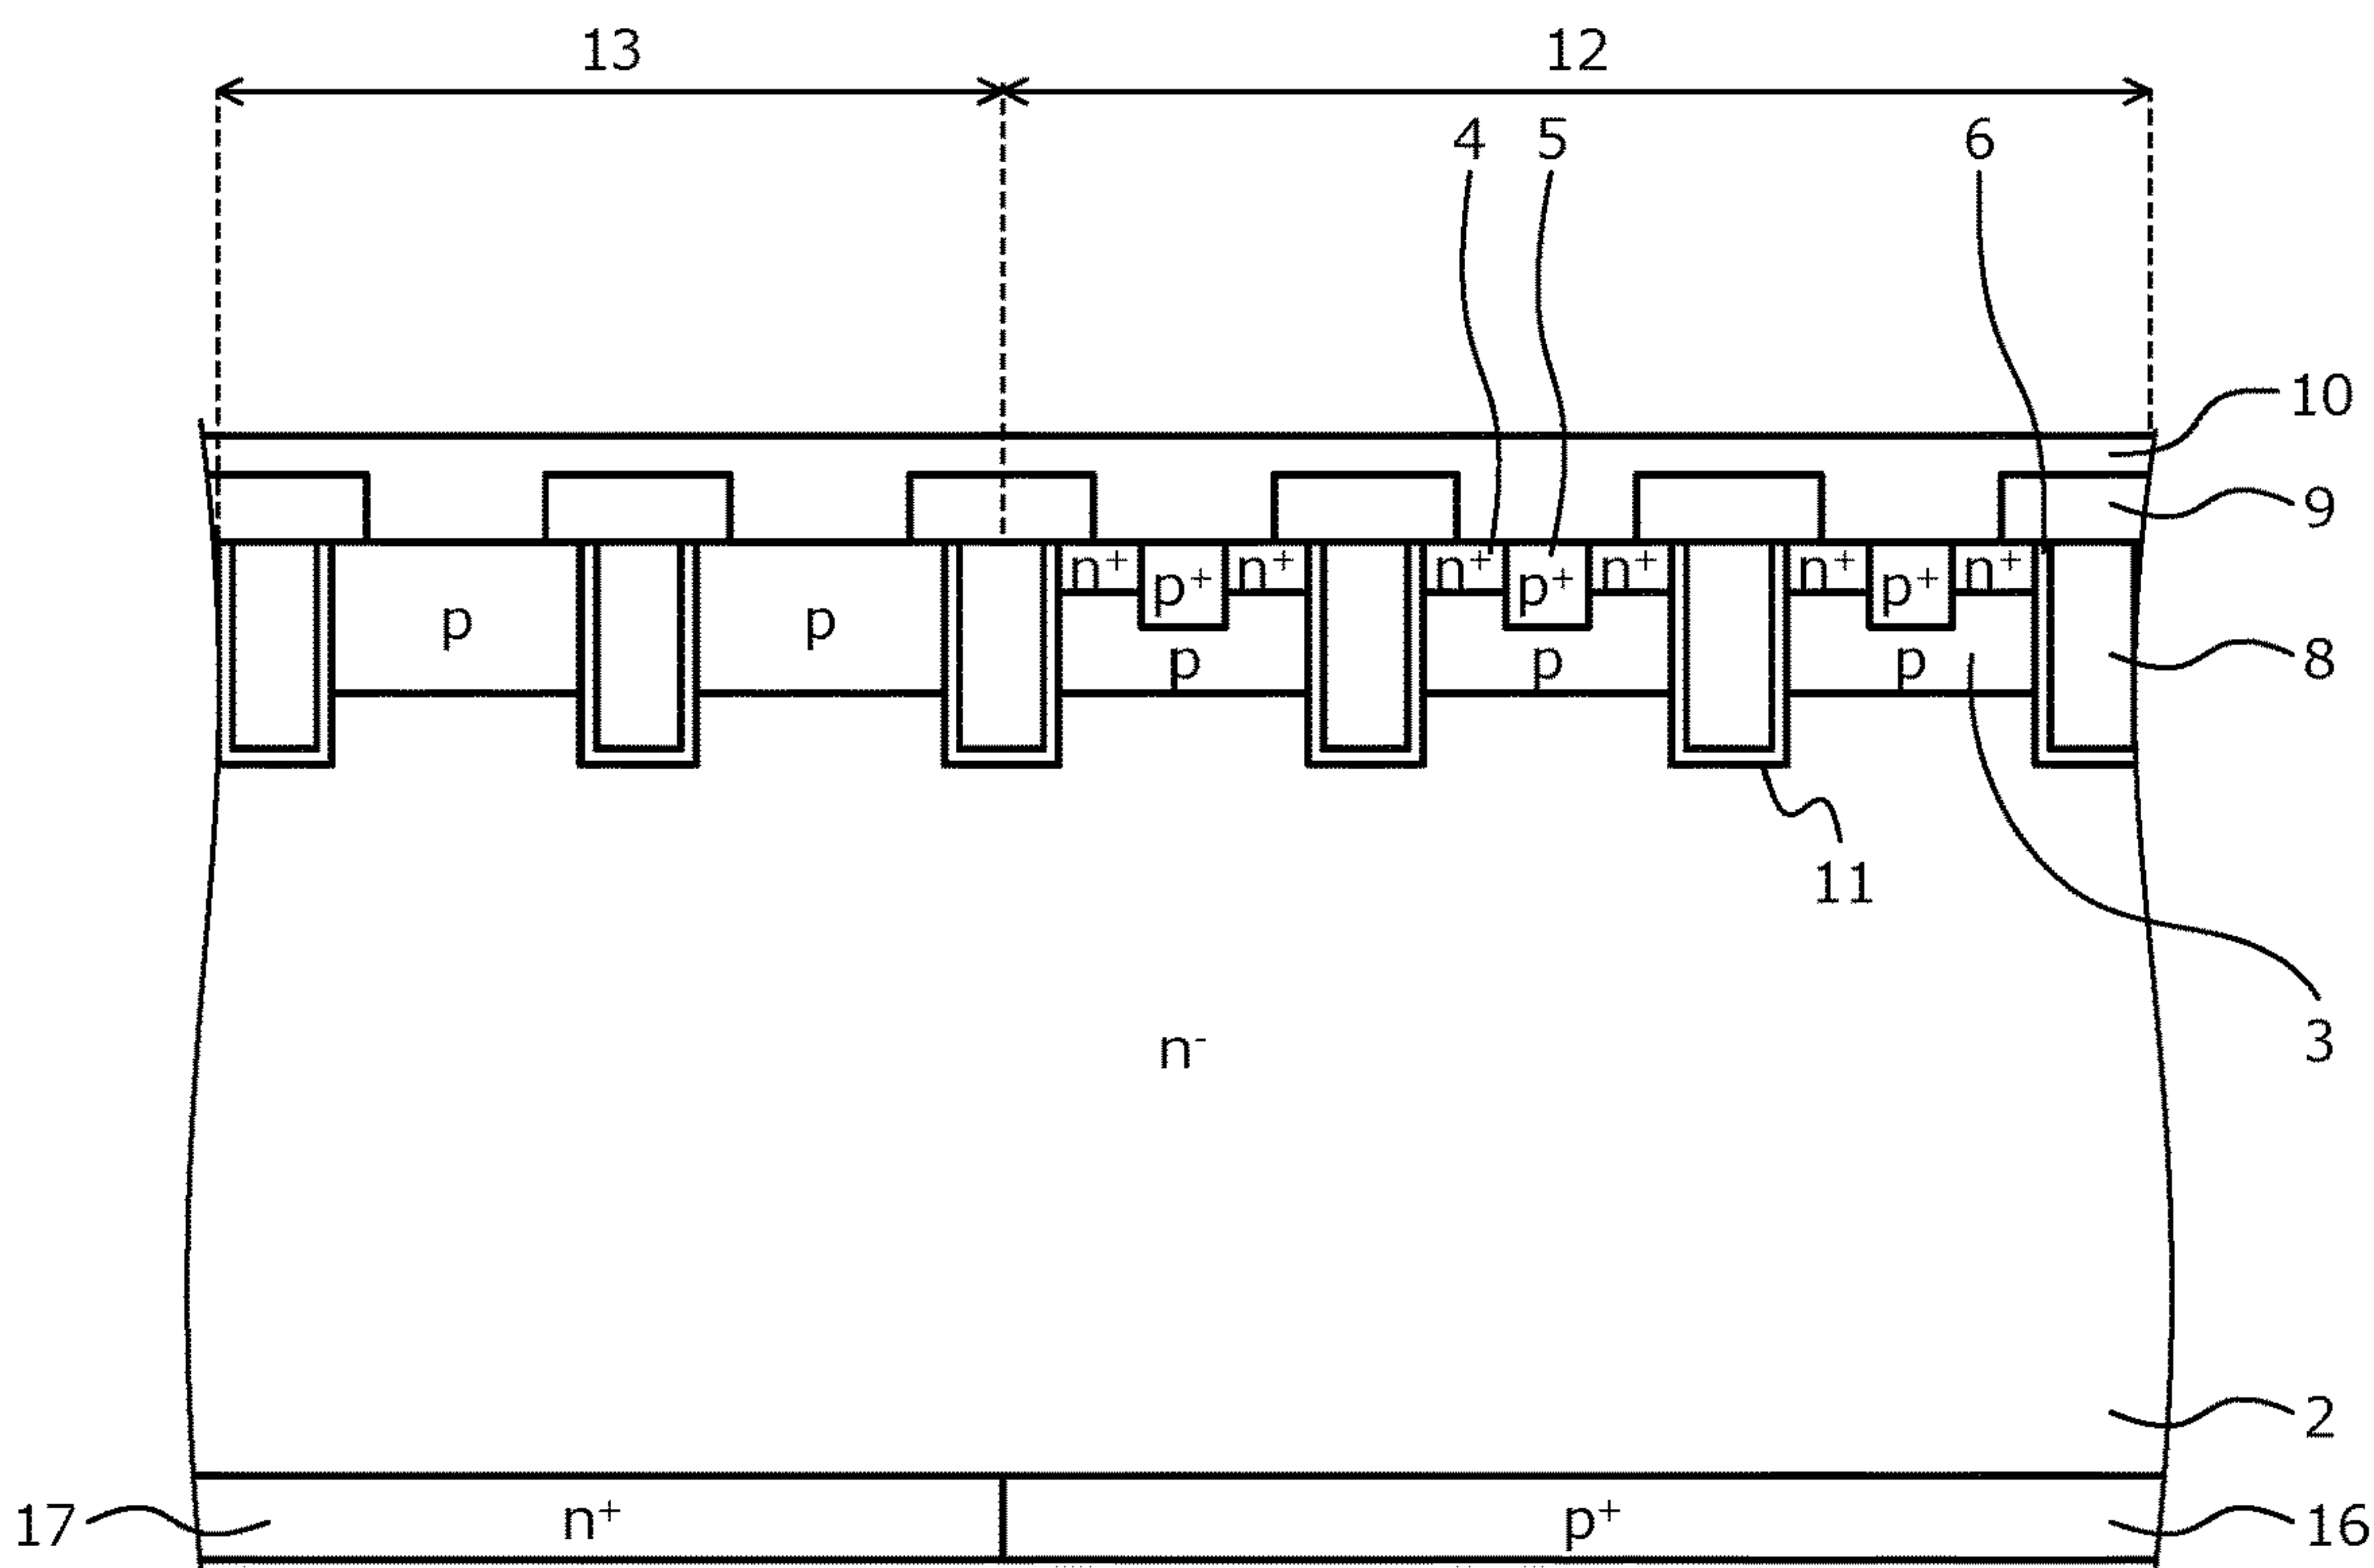 13 12
4 5 6
10
9
n⁺ n⁺ n⁺ n⁺ n⁺ n⁺
p⁺ p⁺ p⁺
p p
p p p
8
11
3
n⁻
2
17 n⁺ p⁺ 16